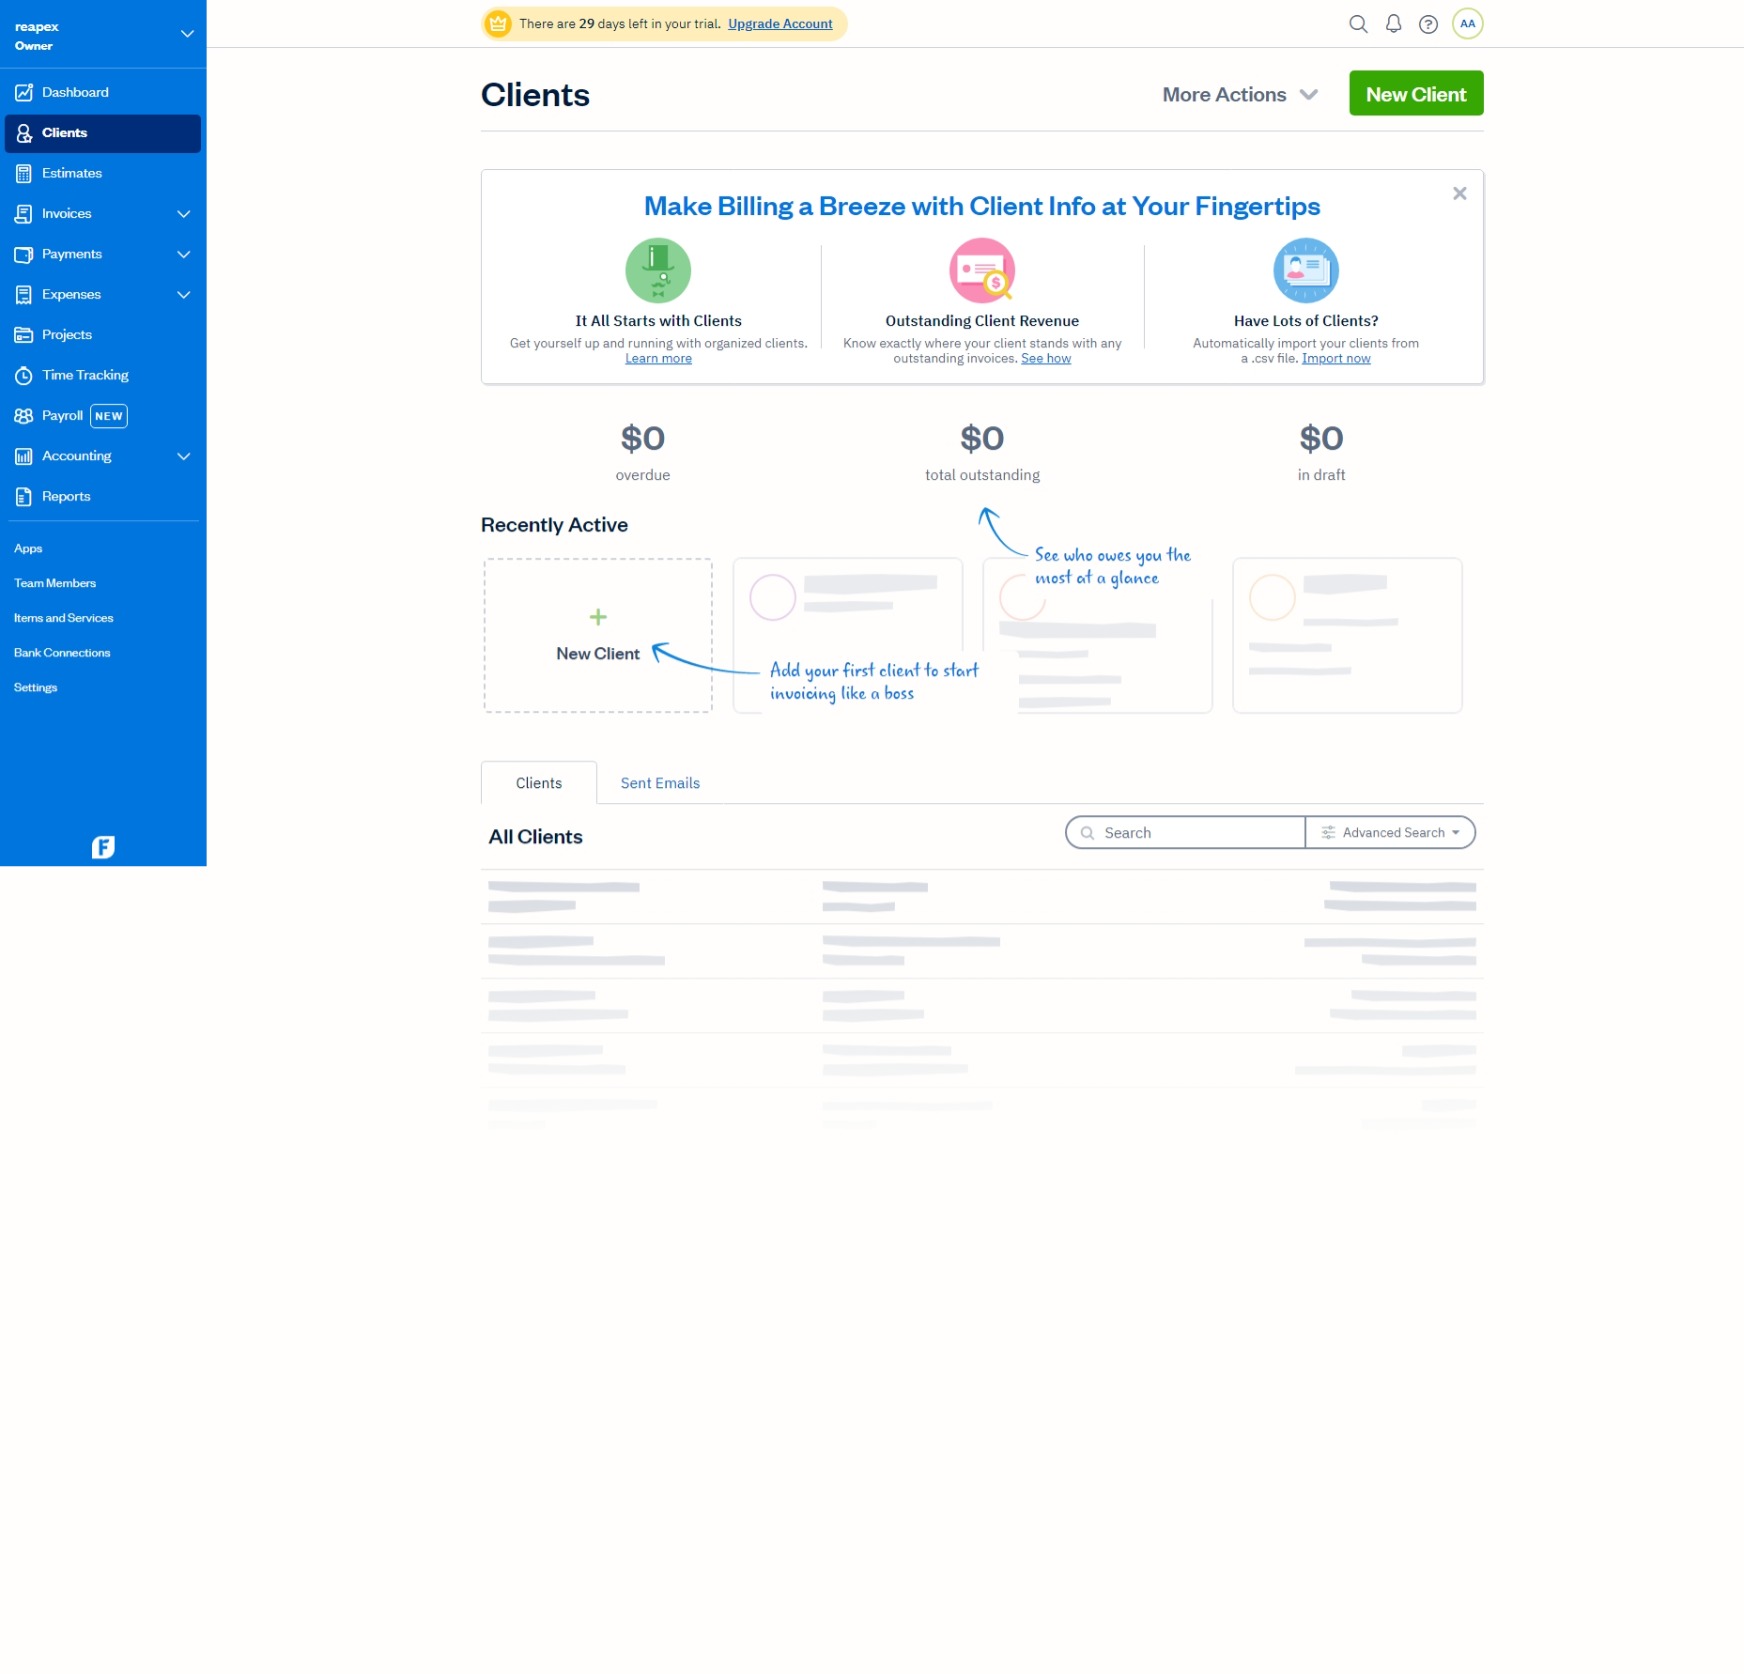 reapex
Owner
Dashboard
Clients
Estimates
Invoices
Payments
Expenses
Projects
Time Tracking
Payroll NEW
Accounting
Reports
Apps
Team Members
Items and Services
Bank Connections
Settings
F
There are 29 days left in your trial. Upgrade Account
? AA
Clients
More Actions
New Client
Make Billing a Breeze with Client Info at Your Fingertips
$
It All Starts with Clients
Get yourself up and running with organized clients.
Learn more
Outstanding Client Revenue
Know exactly where your client stands with any
outstanding invoices. See how
Have Lots of Clients?
Automatically import your clients from
a .csv file. Import now
$0
overdue
$0
total outstanding
$0
in draft
Recently Active
See who owes you the
most at a glance
+
New Client
Add your first client to start
invoicing like a boss
Clients
Sent Emails
All Clients
Search
Advanced Search